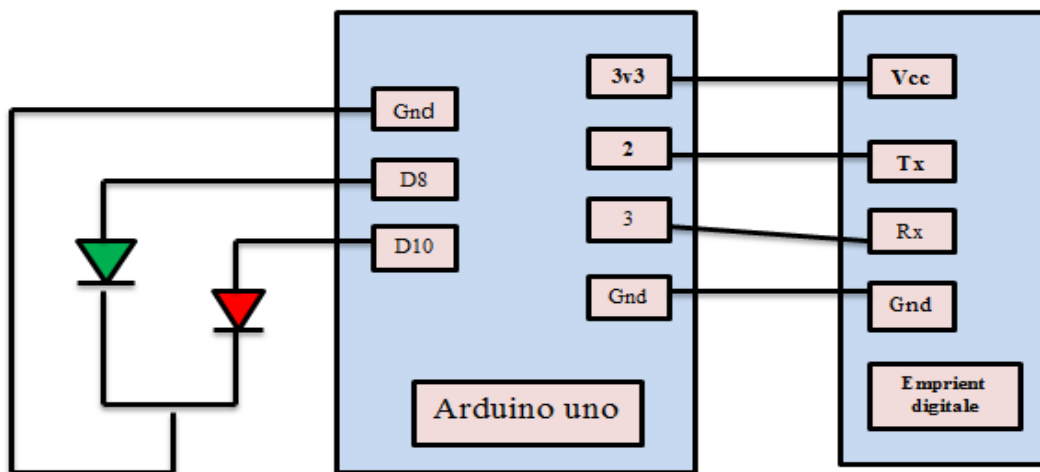 Gnd
D8
D10
3v3
2
3
Gnd
Arduino uno
Vcc
Tx
Rx
Gnd
Emprient
digitale